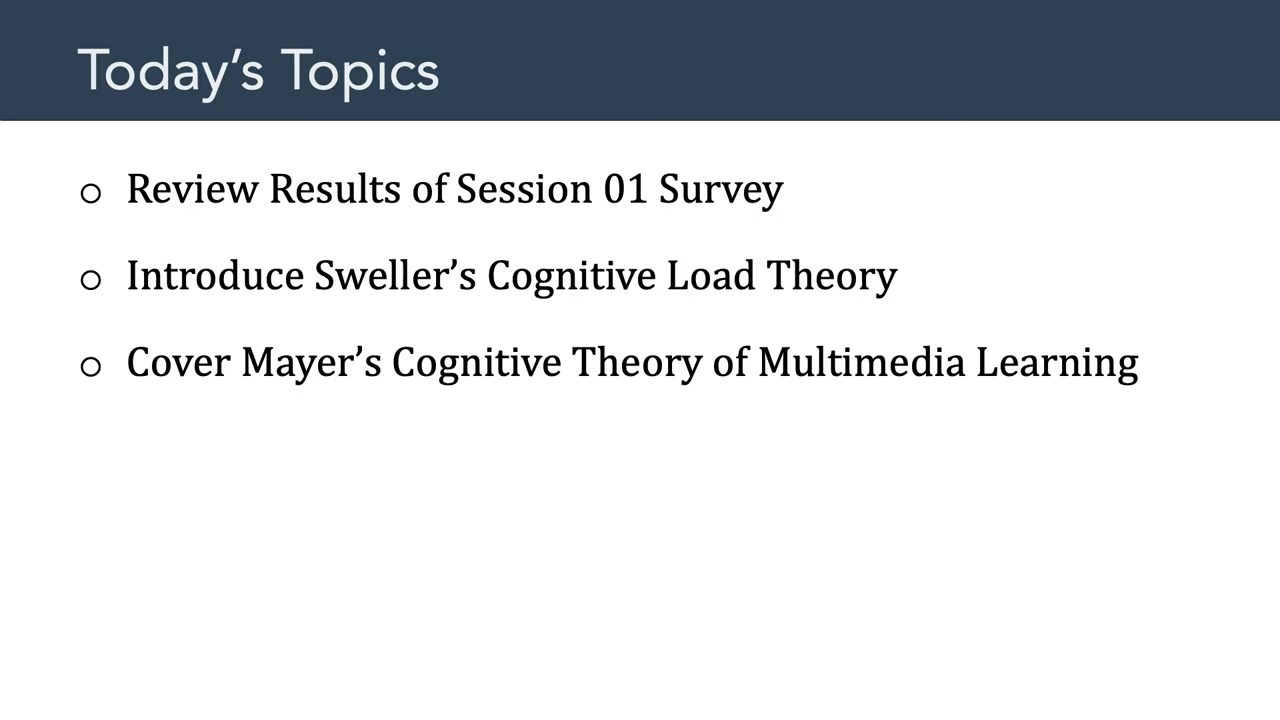 Today’s Topics
Review Results of Session 01 Survey
Introduce Sweller’s Cognitive Load Theory
Cover Mayer’s Cognitive Theory of Multimedia Learning